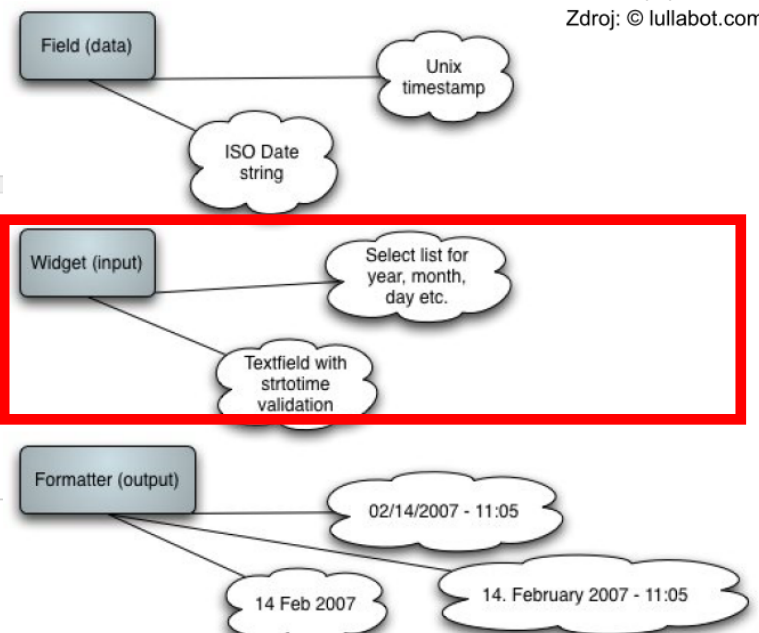 Zdroj: © lullabot.com
Field (data)
Unix
timestamp
ISO Date
string
Widget (input)
Select list for
year, month,
day etc.
Textfield with
strtotime
validation
Formatter (output)
02/14/2007 - 11:05
14. February 2007 - 11:05
14 Feb 2007